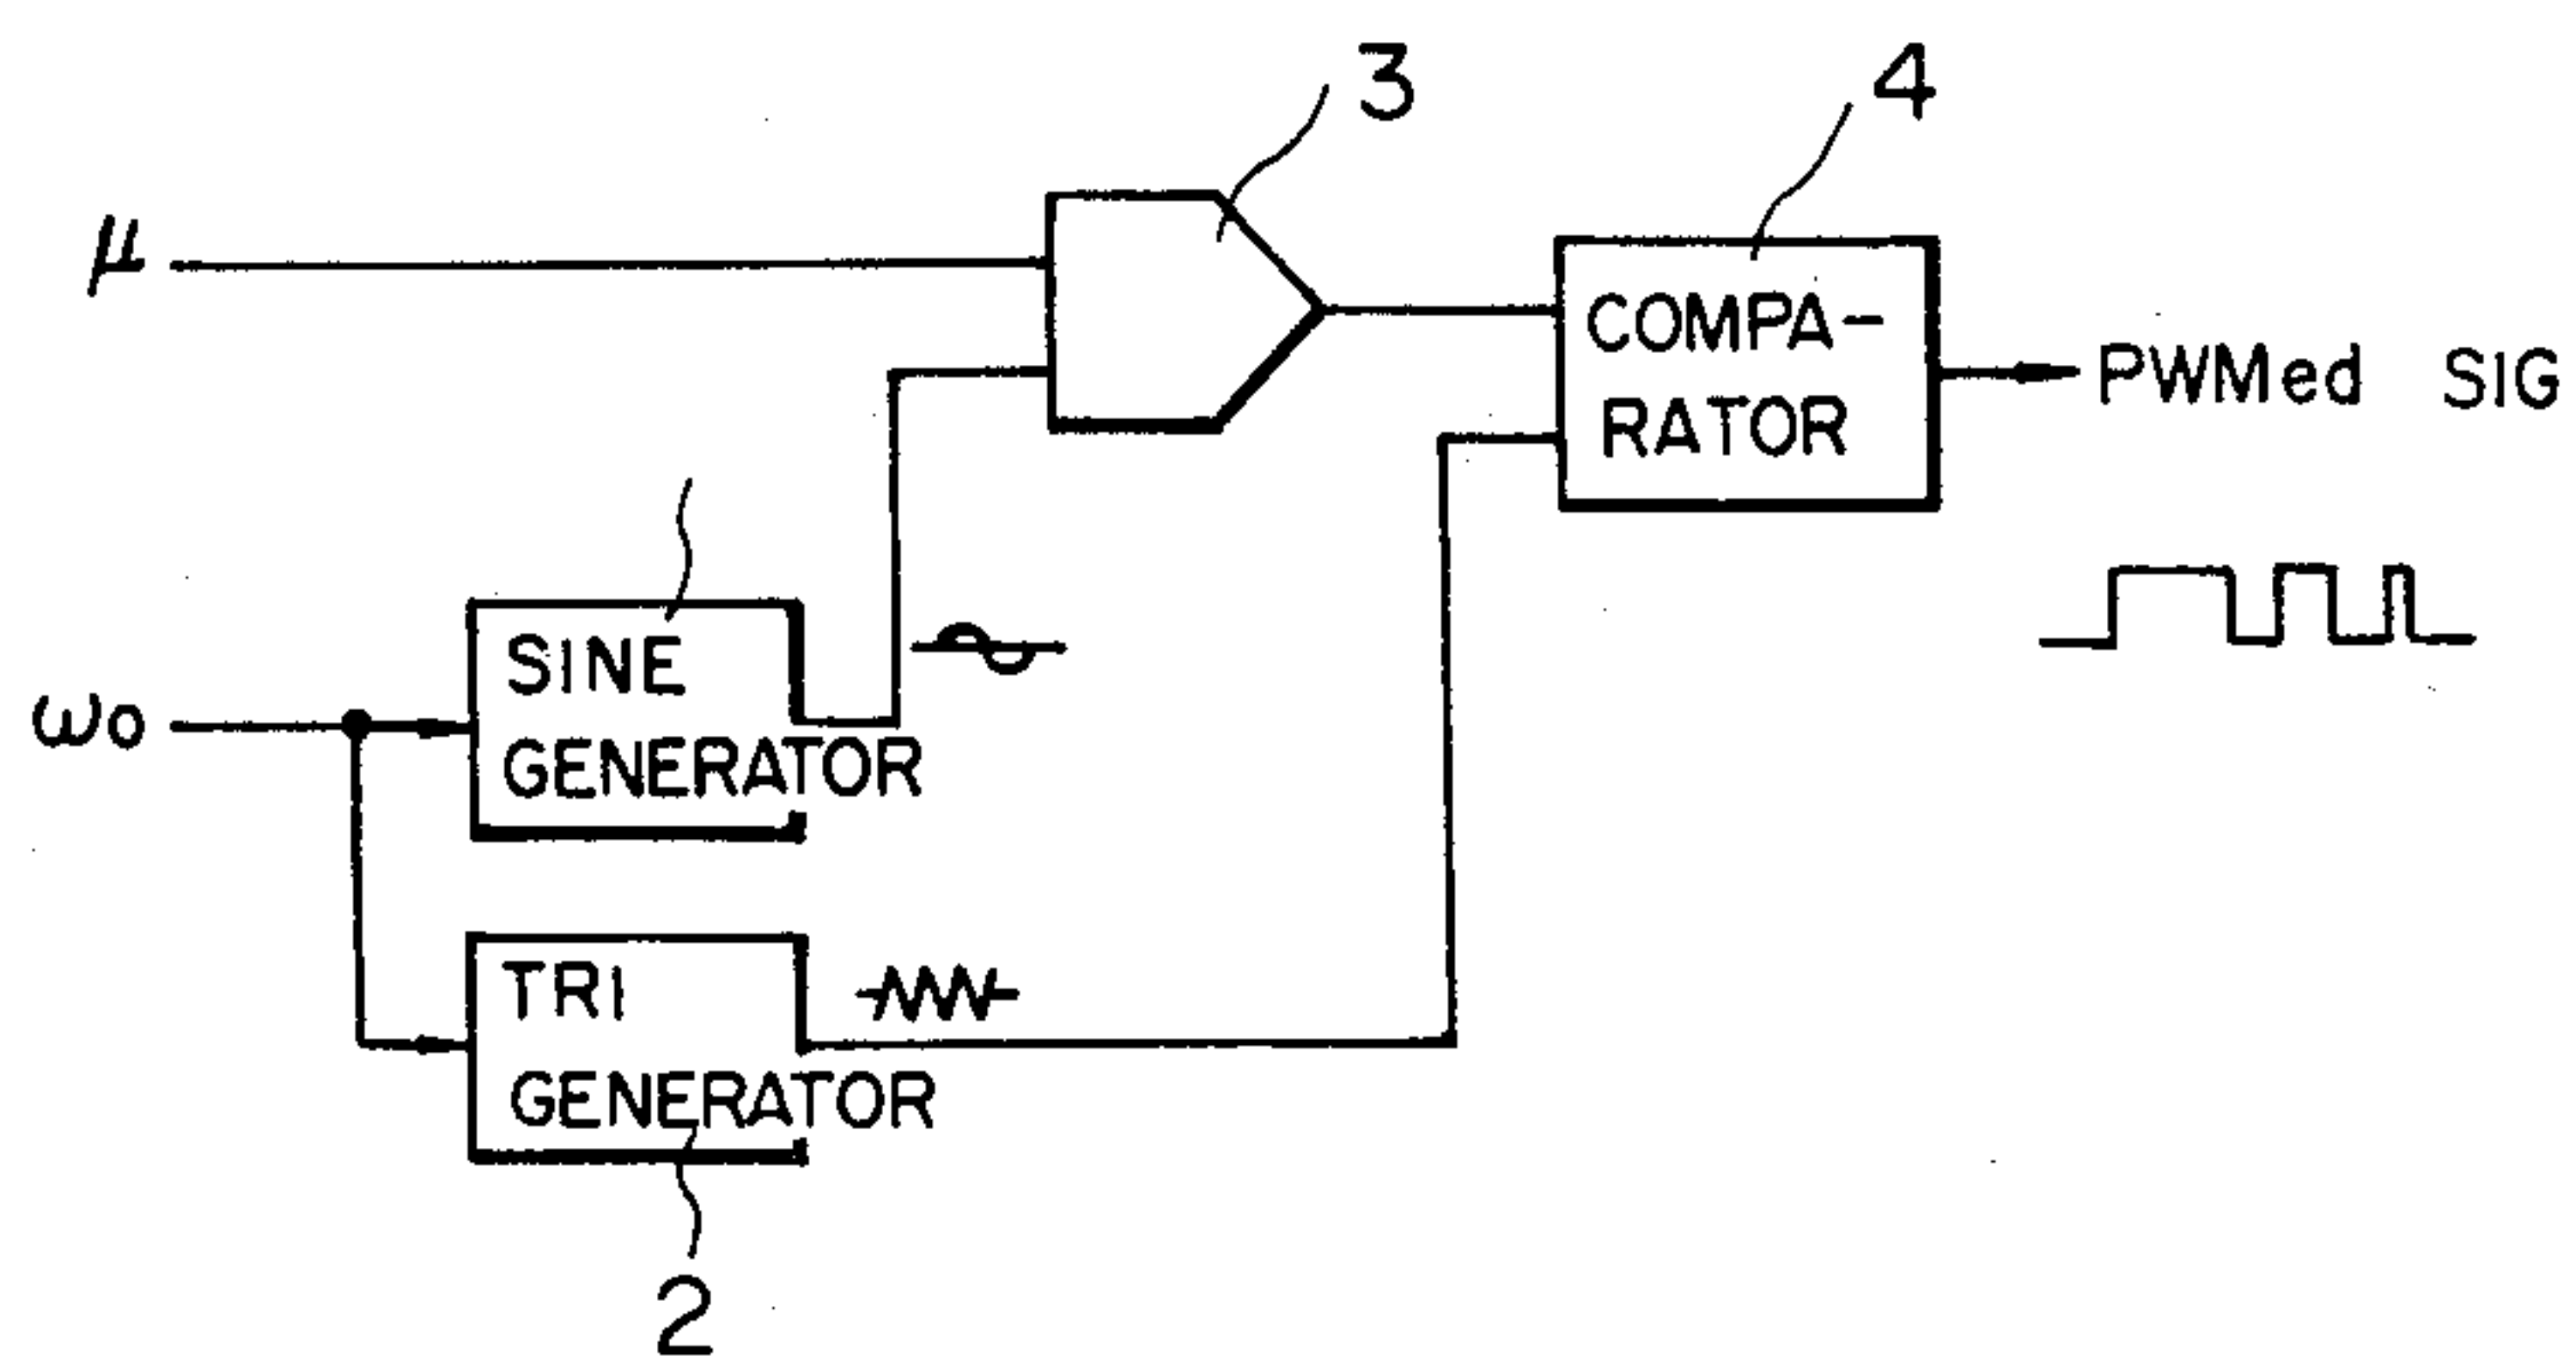 3
4
μ
COMPA-
RATOR
PWMed SIG
SINE
GENERATOR
ωo
TRI
GENERATOR
2